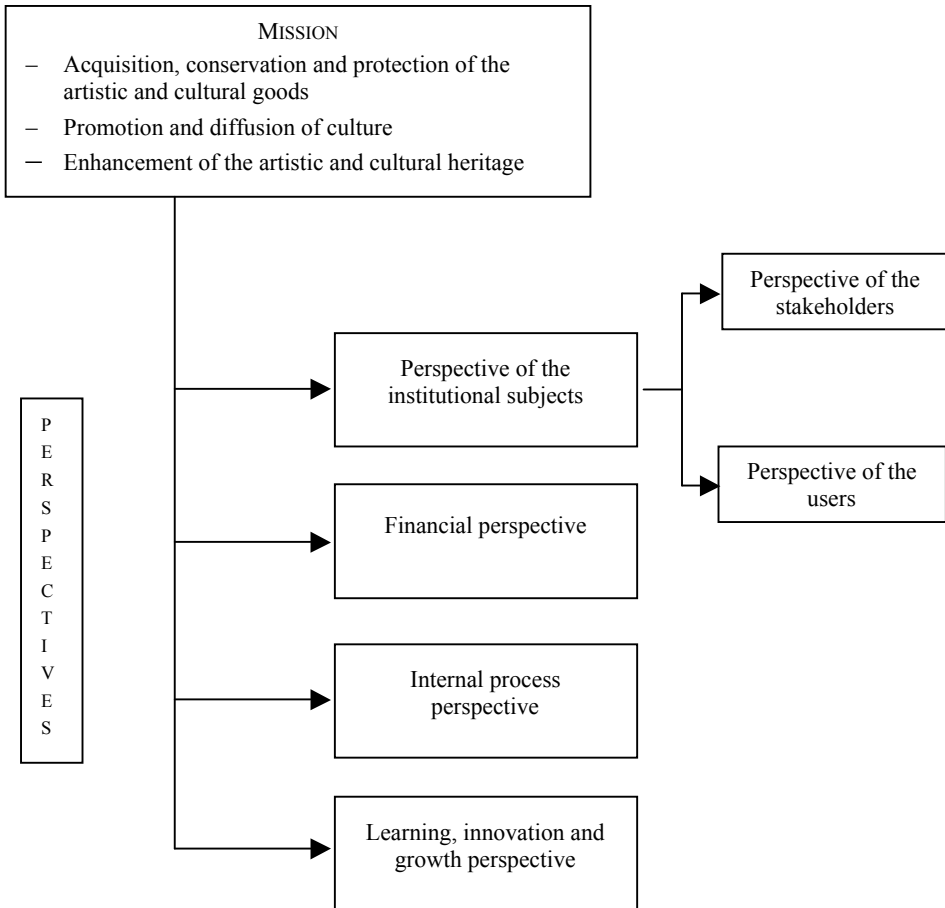 MISSION
– Acquisition, conservation and protection of the
artistic and cultural goods
– Promotion and diffusion of culture
– Enhancement of the artistic and cultural heritage
Perspective of the
stakeholders
Perspective of the
institutional subjects
Perspective of the
users
P
E
R
S
P
E
C
T
I
V
E
S
Financial perspective
Internal process
perspective
Learning, innovation and
growth perspective